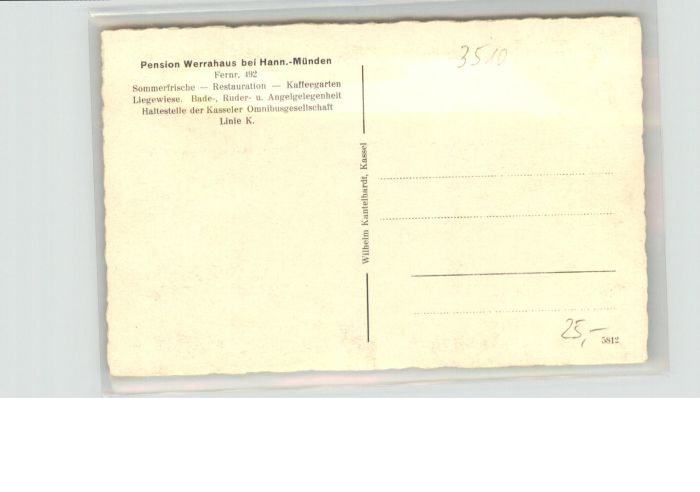 Pension Werrahaus bei Hann.-Münden
Fernr. 492
Sommerfrische — Restauration — Kaffeegarten
Liegewiese. Bade-, Ruder- u. Angelgelegenheit
Haltestelle der Kasseler Omnibusgesellschaft
Linie K.
Wilhelm Kantelhardt, Kassel
3510
25,-
5812